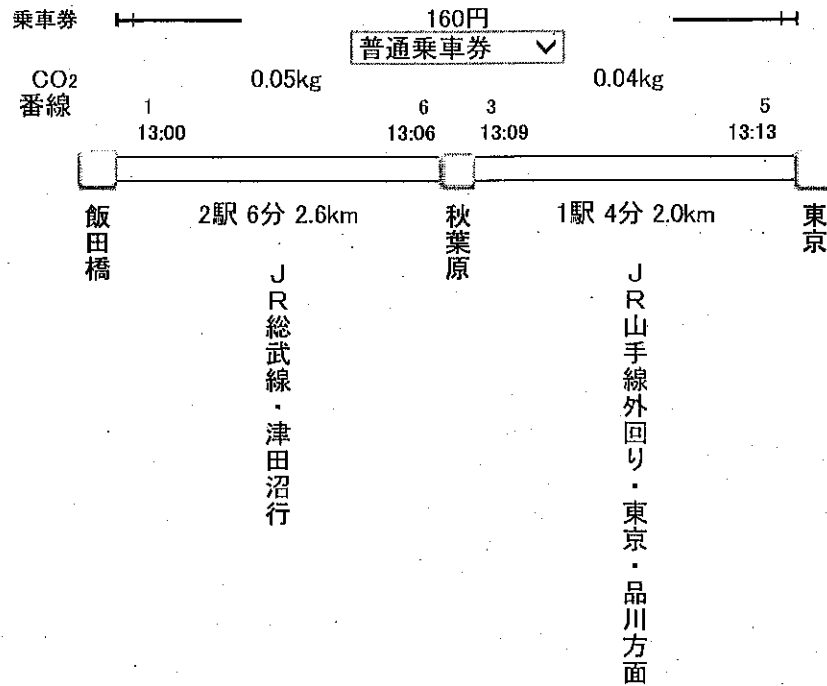 乗車券 160円
普通乗車券
CO2 0.05kg 0.04kg
番線 1 6 3 5
13:00 13:06 13:09 13:13
飯田橋 2駅 6分 2.6km 秋葉原 1駅 4分 2.0km 東京
JR総武線・津田沼行
JR山手線外回り・東京・品川方面